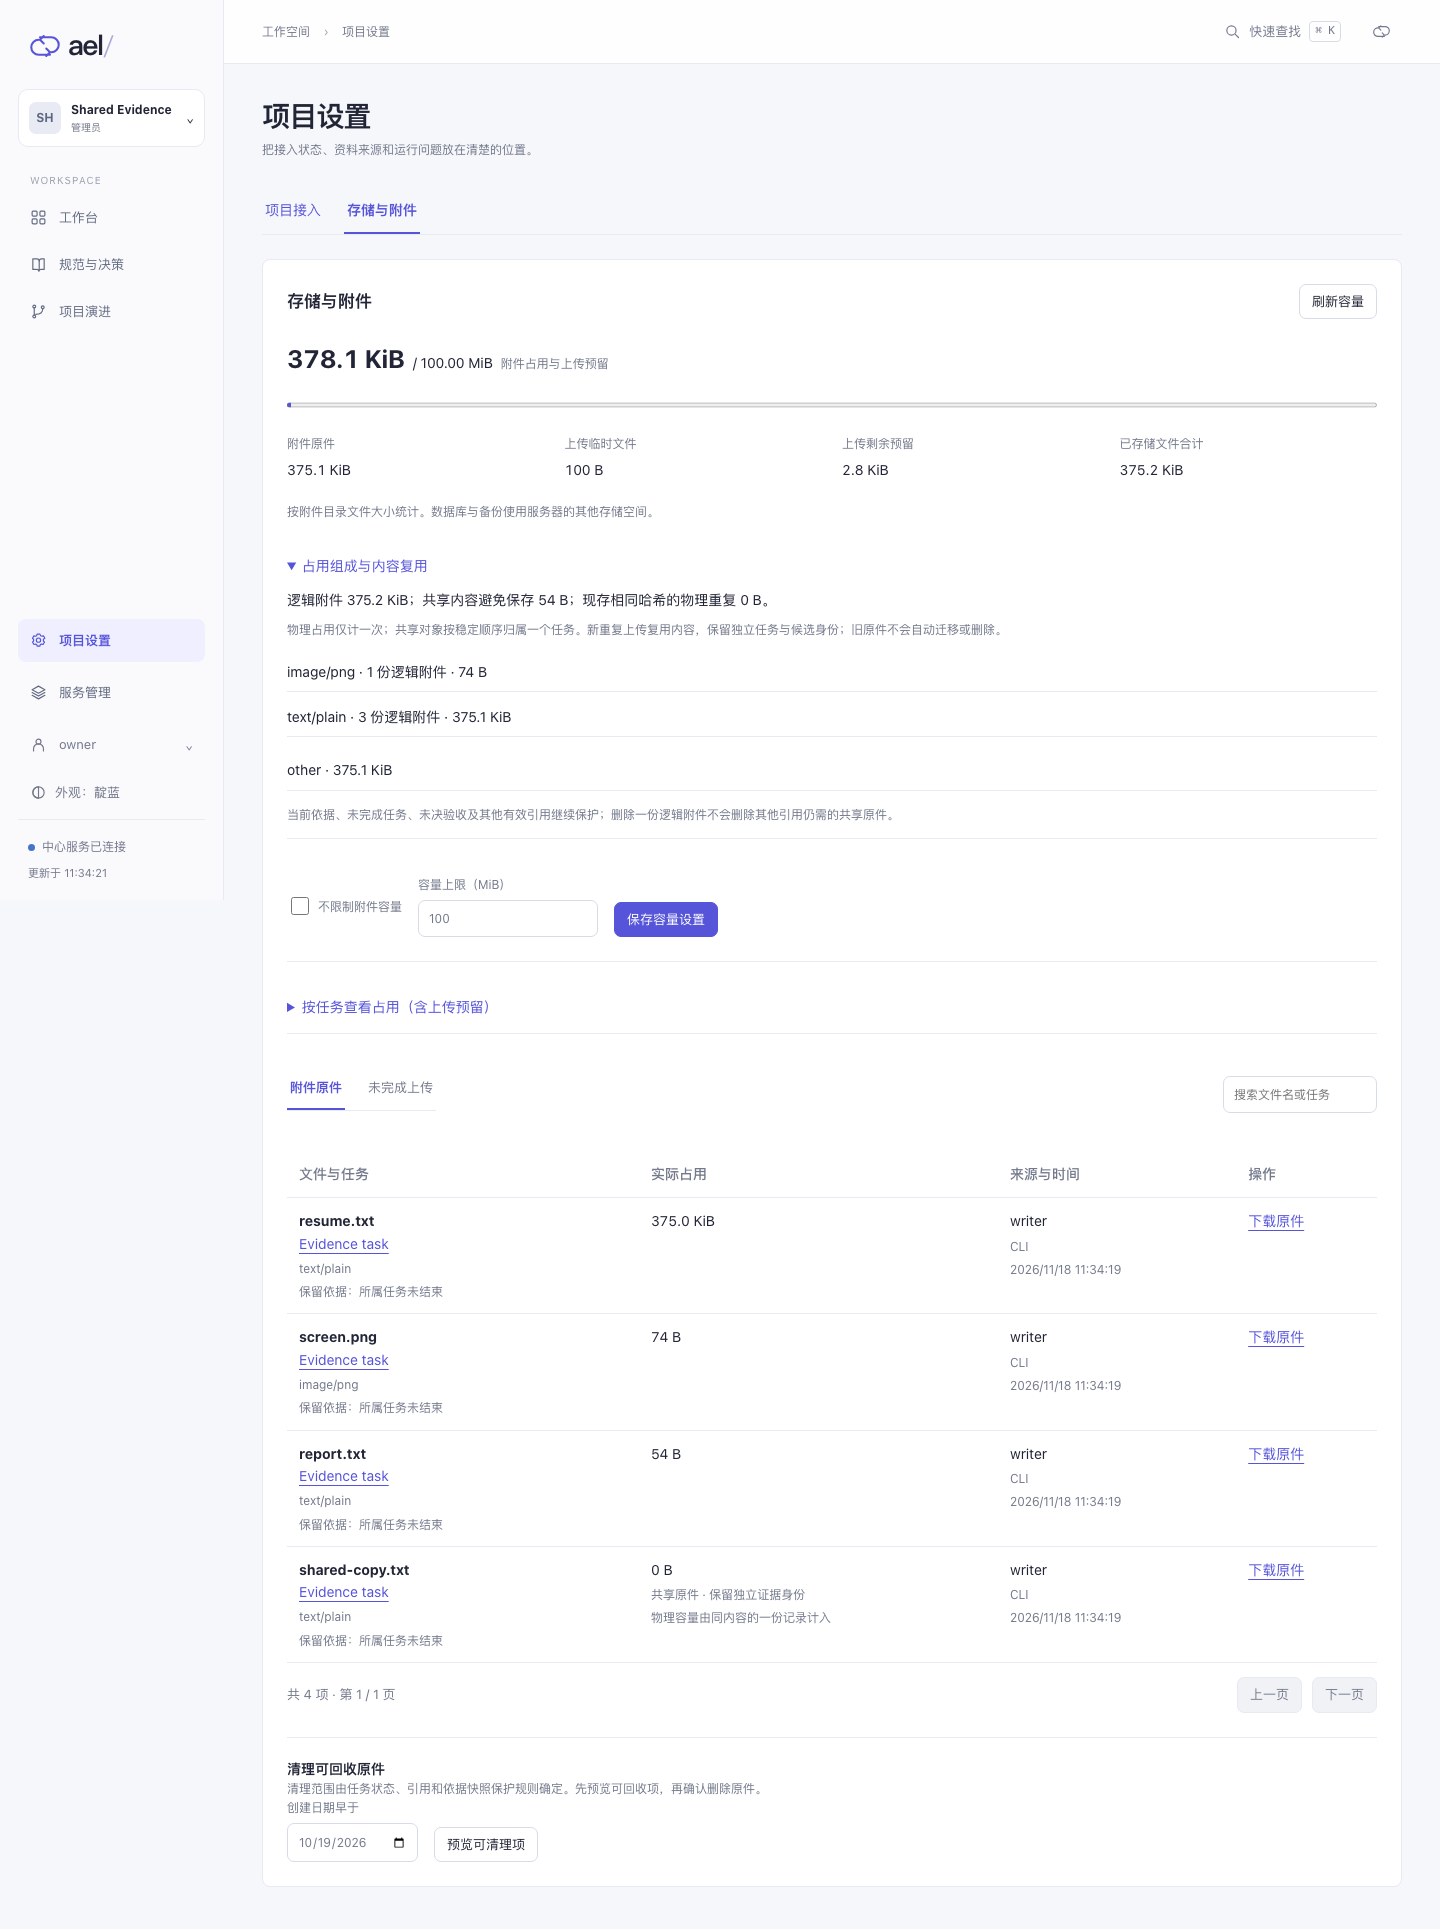 ael/
SH
Shared Evidence
管理员
WORKSPACE
工作台
规范与决策
项目演进
项目设置
服务管理
owner
外观：靛蓝
中心服务已连接
更新于 11:34:21
工作空间 › 项目设置
快速查找 ⌘ K
项目设置
把接入状态、资料来源和运行问题放在清楚的位置。
项目接入 存储与附件
存储与附件
刷新容量
378.1 KiB / 100.00 MiB 附件占用与上传预留
附件原件 上传临时文件 上传剩余预留 已存储文件合计
375.1 KiB 100 B 2.8 KiB 375.2 KiB
按附件目录文件大小统计。数据库与备份使用服务器的其他存储空间。
▼ 占用组成与内容复用
逻辑附件 375.2 KiB；共享内容避免保存 54 B；现存相同哈希的物理重复 0 B。
物理占用仅计一次；共享对象按稳定顺序归属一个任务。新重复上传复用内容，保留独立任务与候选身份；旧原件不会自动迁移或删除。
image/png · 1 份逻辑附件 · 74 B
text/plain · 3 份逻辑附件 · 375.1 KiB
other · 375.1 KiB
当前依据、未完成任务、未决验收及其他有效引用继续保护；删除一份逻辑附件不会删除其他引用仍需的共享原件。
容量上限（MiB）
不限制附件容量 100 保存容量设置
▶ 按任务查看占用（含上传预留）
附件原件 未完成上传 搜索文件名或任务
文件与任务 实际占用 来源与时间 操作
resume.txt 375.0 KiB writer 下载原件
Evidence task CLI
text/plain 2026/11/18 11:34:19
保留依据：所属任务未结束
screen.png 74 B writer 下载原件
Evidence task CLI
image/png 2026/11/18 11:34:19
保留依据：所属任务未结束
report.txt 54 B writer 下载原件
Evidence task CLI
text/plain 2026/11/18 11:34:19
保留依据：所属任务未结束
shared-copy.txt 0 B writer 下载原件
Evidence task 共享原件 · 保留独立证据身份 CLI
text/plain 物理容量由同内容的一份记录计入 2026/11/18 11:34:19
保留依据：所属任务未结束
共 4 项 · 第 1 / 1 页 上一页 下一页
清理可回收原件
清理范围由任务状态、引用和依据快照保护规则确定。先预览可回收项，再确认删除原件。
创建日期早于
10/19/2026 预览可清理项